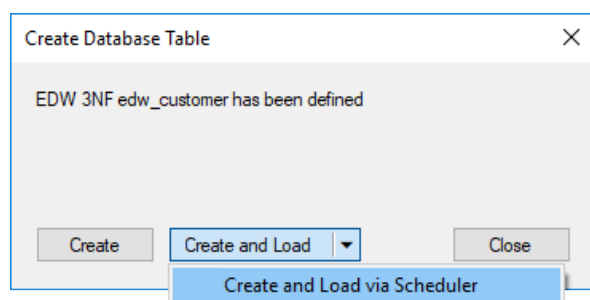 Create Database Table
EDW 3NF edw_customer has been defined
Create
Create and Load
Close
Create and Load via Scheduler